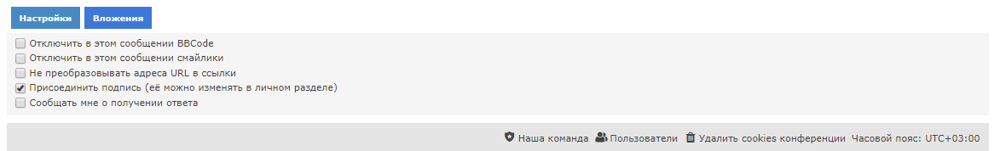 Настройки Вложения
Отключить в этом сообщении BBCode
Отключить в этом сообщении смайлики
Не преобразовывать адреса URL в ссылки
Присоединить подпись (её можно изменять в личном разделе)
Сообщать мне о получении ответа
Наша команда Пользователи Удалить cookies конференции Часовой пояс: UTC+03:00